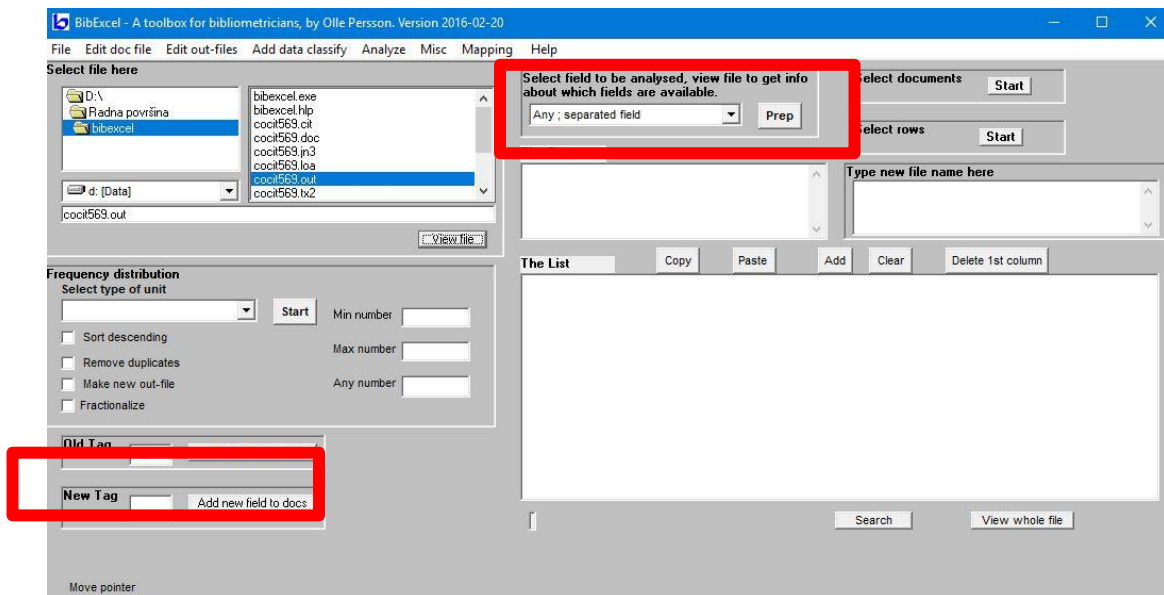 BibExcel - A toolbox for bibliometricians, by Olle Persson. Version 2016-02-20
File Edit doc file Edit out-files Add data classify Analyze Misc Mapping Help
Select file here
D:\
Radna površina
bibexcel
d: [Data]
bibexcel.exe
bibexcel.hlp
cocit569.cit
cocit569.doc
cocit569.jn3
cocit569.loa
cocit569.out
cocit569.tx2
cocit569.out
View file
Select field to be analysed, view file to get info
about which fields are available.
Any ; separated field
Prep
Select documents
Start
Select rows
Start
Type new file name here
Frequency distribution
Select type of unit
Start
Sort descending
Remove duplicates
Make new out-file
Fractionalize
Min number
Max number
Any number
The List
Copy
Paste
Add
Clear
Delete 1st column
Old Tag
New Tag
Add new field to docs
Search
View whole file
Move pointer